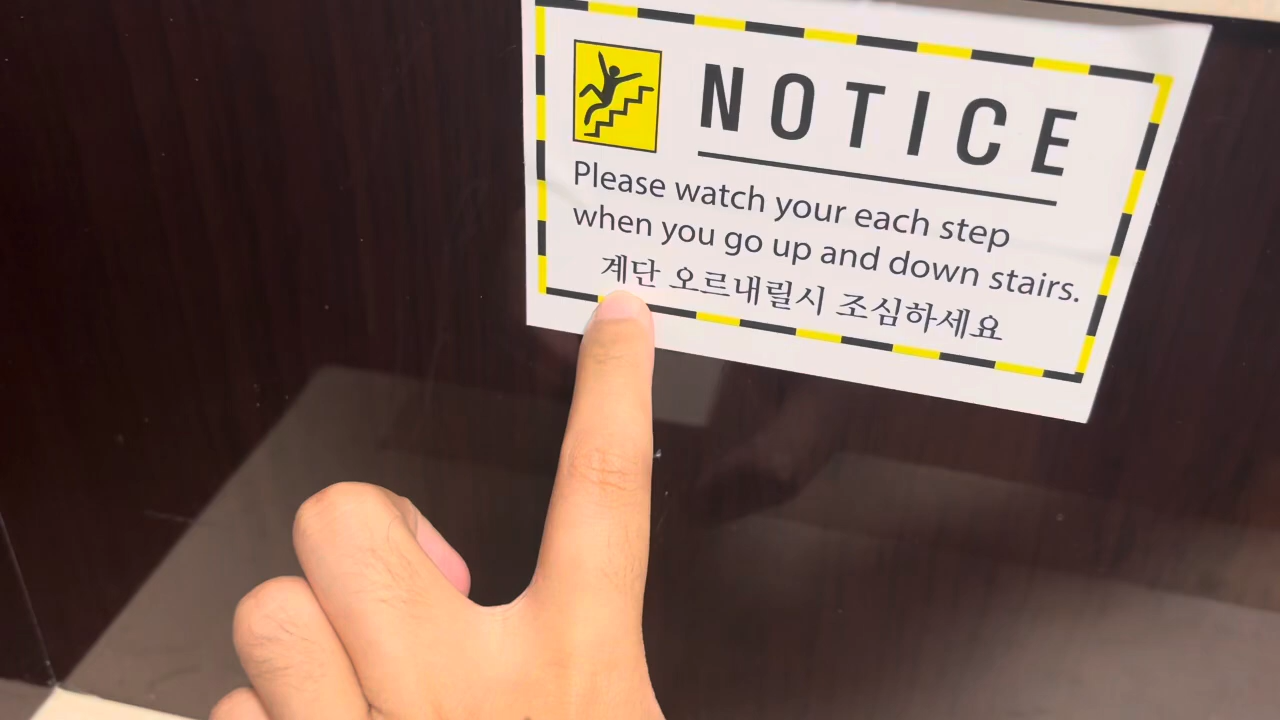 NOTICE
Please watch your each step
when you go up and down stairs.
계단 오르내릴시 조심하세요